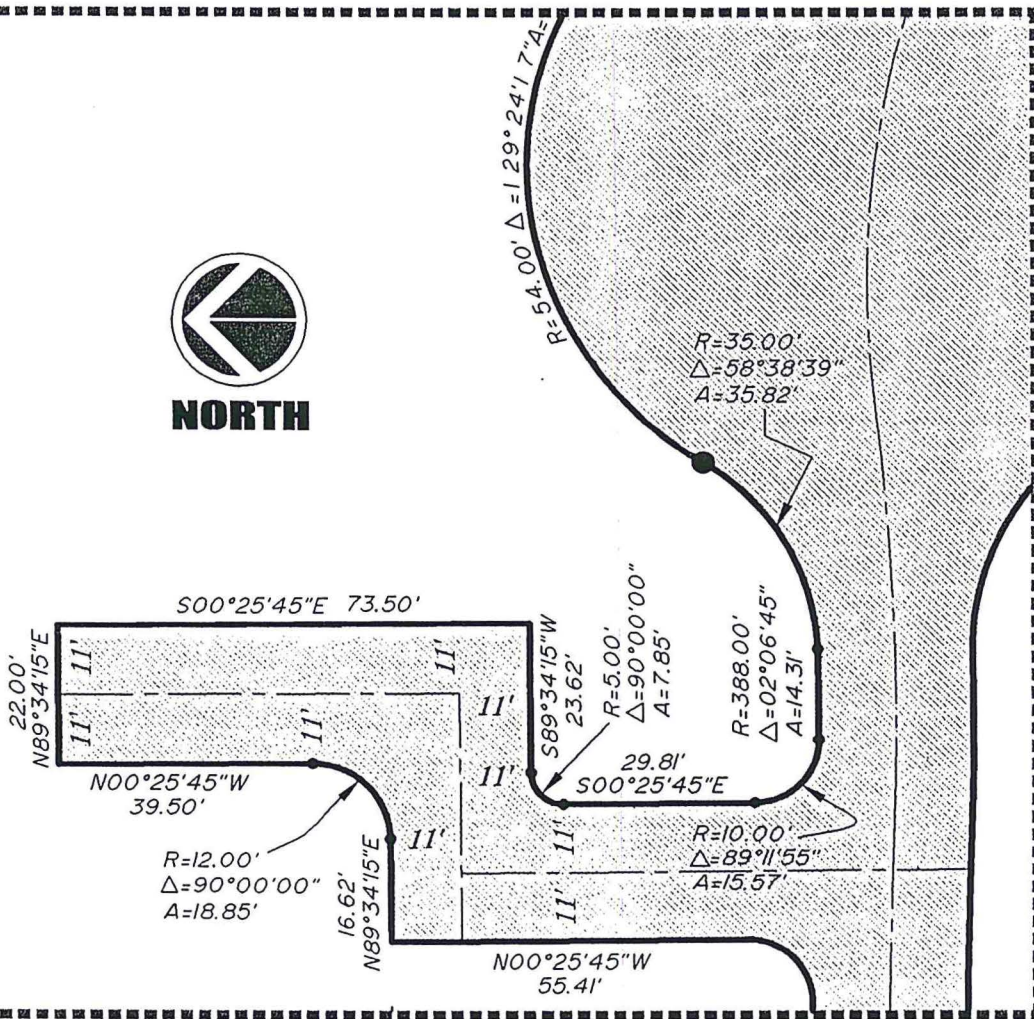 R=54.00' Δ=129°24'17"A=
NORTH
R=35.00'
Δ=58°38'39"
A=35.82'
S00°25'45"E 73.50'
22.00'
N89°34'15"E
11'
11'
11'
11'
11'
S89°34'15"W
23.62'
R=5.00'
Δ=90°00'00"
A=7.85'
R=388.00'
Δ=02°06'45"
A=14.31'
11'
29.81'
S00°25'45"E
N00°25'45"W
39.50'
R=12.00'
Δ=90°00'00"
A=18.85'
11'
16.62'
N89°34'15"E
11'
11'
R=10.00'
Δ=89°11'55"
A=15.57'
N00°25'45"W
55.41'